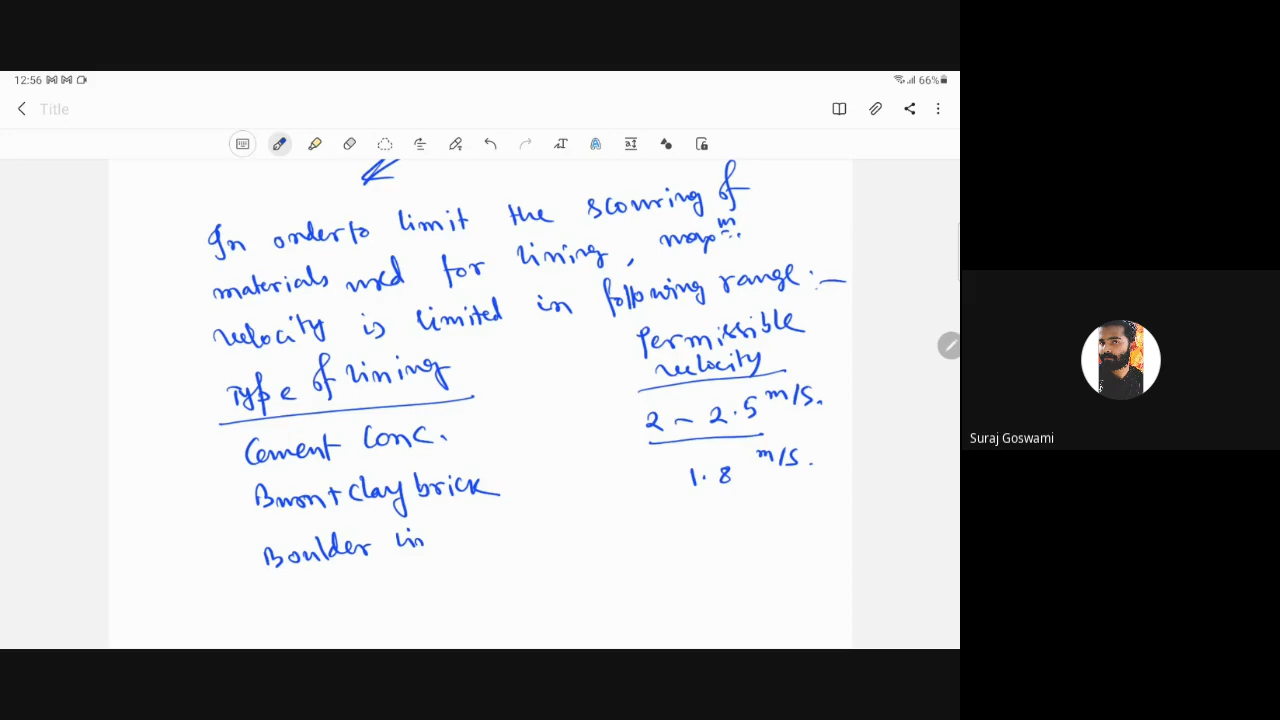 12:56
66%
Title
In order to limit the scouring of
materials used for lining, maxm.
velocity is limited in following range :—
Type of lining
Permissible
velocity
Cement Conc.
2 – 2.5 m/s.
Burnt clay brick
1.8 m/s.
Boulder lin
Suraj Goswami